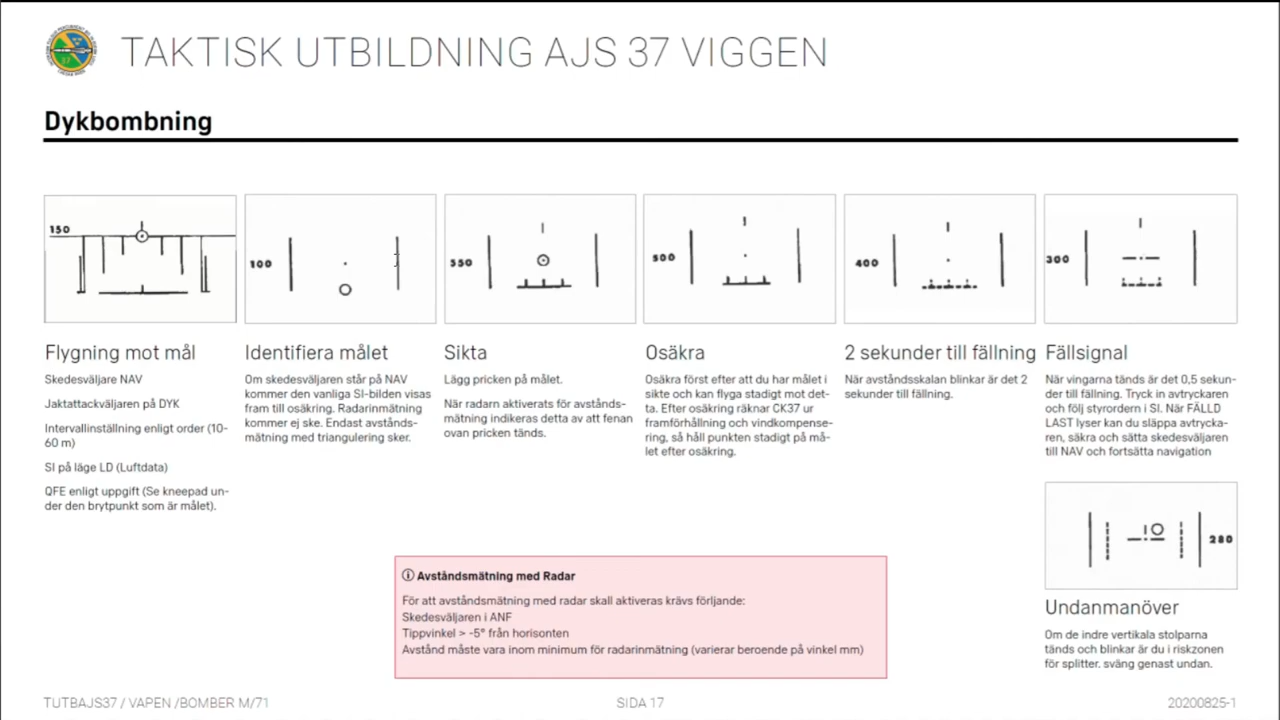 TAKTISK UTBILDNING AJS 37 VIGGEN
Dykbombning
150
100
550
500
400
300
Flygning mot mål
Skedesväljare NAV
Jaktattackväljaren på DYK
Intervallinställning enligt order (10-
60 m)
SI på läge LD (Luftdata)
QFE enligt uppgift (Se kneepad un-
der den brytpunkt som är målet).
Identifiera målet
Om skedesväljaren står på NAV
kommer den vanliga SI-bilden visas
fram till osäkring. Radarinmätning
kommer ej ske. Endast avstånds-
mätning med triangulering sker.
Sikta
Lägg pricken på målet.
När radarn aktiverats för avstånds-
mätning indikeras detta av att fenan
ovan pricken tänds.
Osäkra
Osäkra först efter att du har målet i
sikte och kan flyga stadigt mot det-
ta. Efter osäkring räknar CK37 ur
framförhållning och vindkompense-
ring, så håll punkten stadigt på må-
let efter osäkring.
2 sekunder till fällning
När avståndsskalan blinkar är det 2
sekunder till fällning.
Fällsignal
När vingarna tänds är det 0,5 sekun-
der till fällning. Tryck in avtryckaren
och följ styrordern i SI. När FÄLLD
LAST lyser kan du släppa avtrycka-
ren, säkra och sätta skedesväljaren
till NAV och fortsätta navigation
280
Undanmanöver
Om de indre vertikala stolparna
tänds och blinkar är du i riskzonen
för splitter. sväng genast undan.
Avståndsmätning med Radar
För att avståndsmätning med radar skall aktiveras krävs förljande:
Skedesväljaren i ANF
Tippvinkel > -5° från horisonten
Avstånd måste vara inom minimum för radarinmätning (varierar beroende på vinkel mm)
TUTBAJS37 / VAPEN /BOMBER M/71
SIDA 17
20200825-1